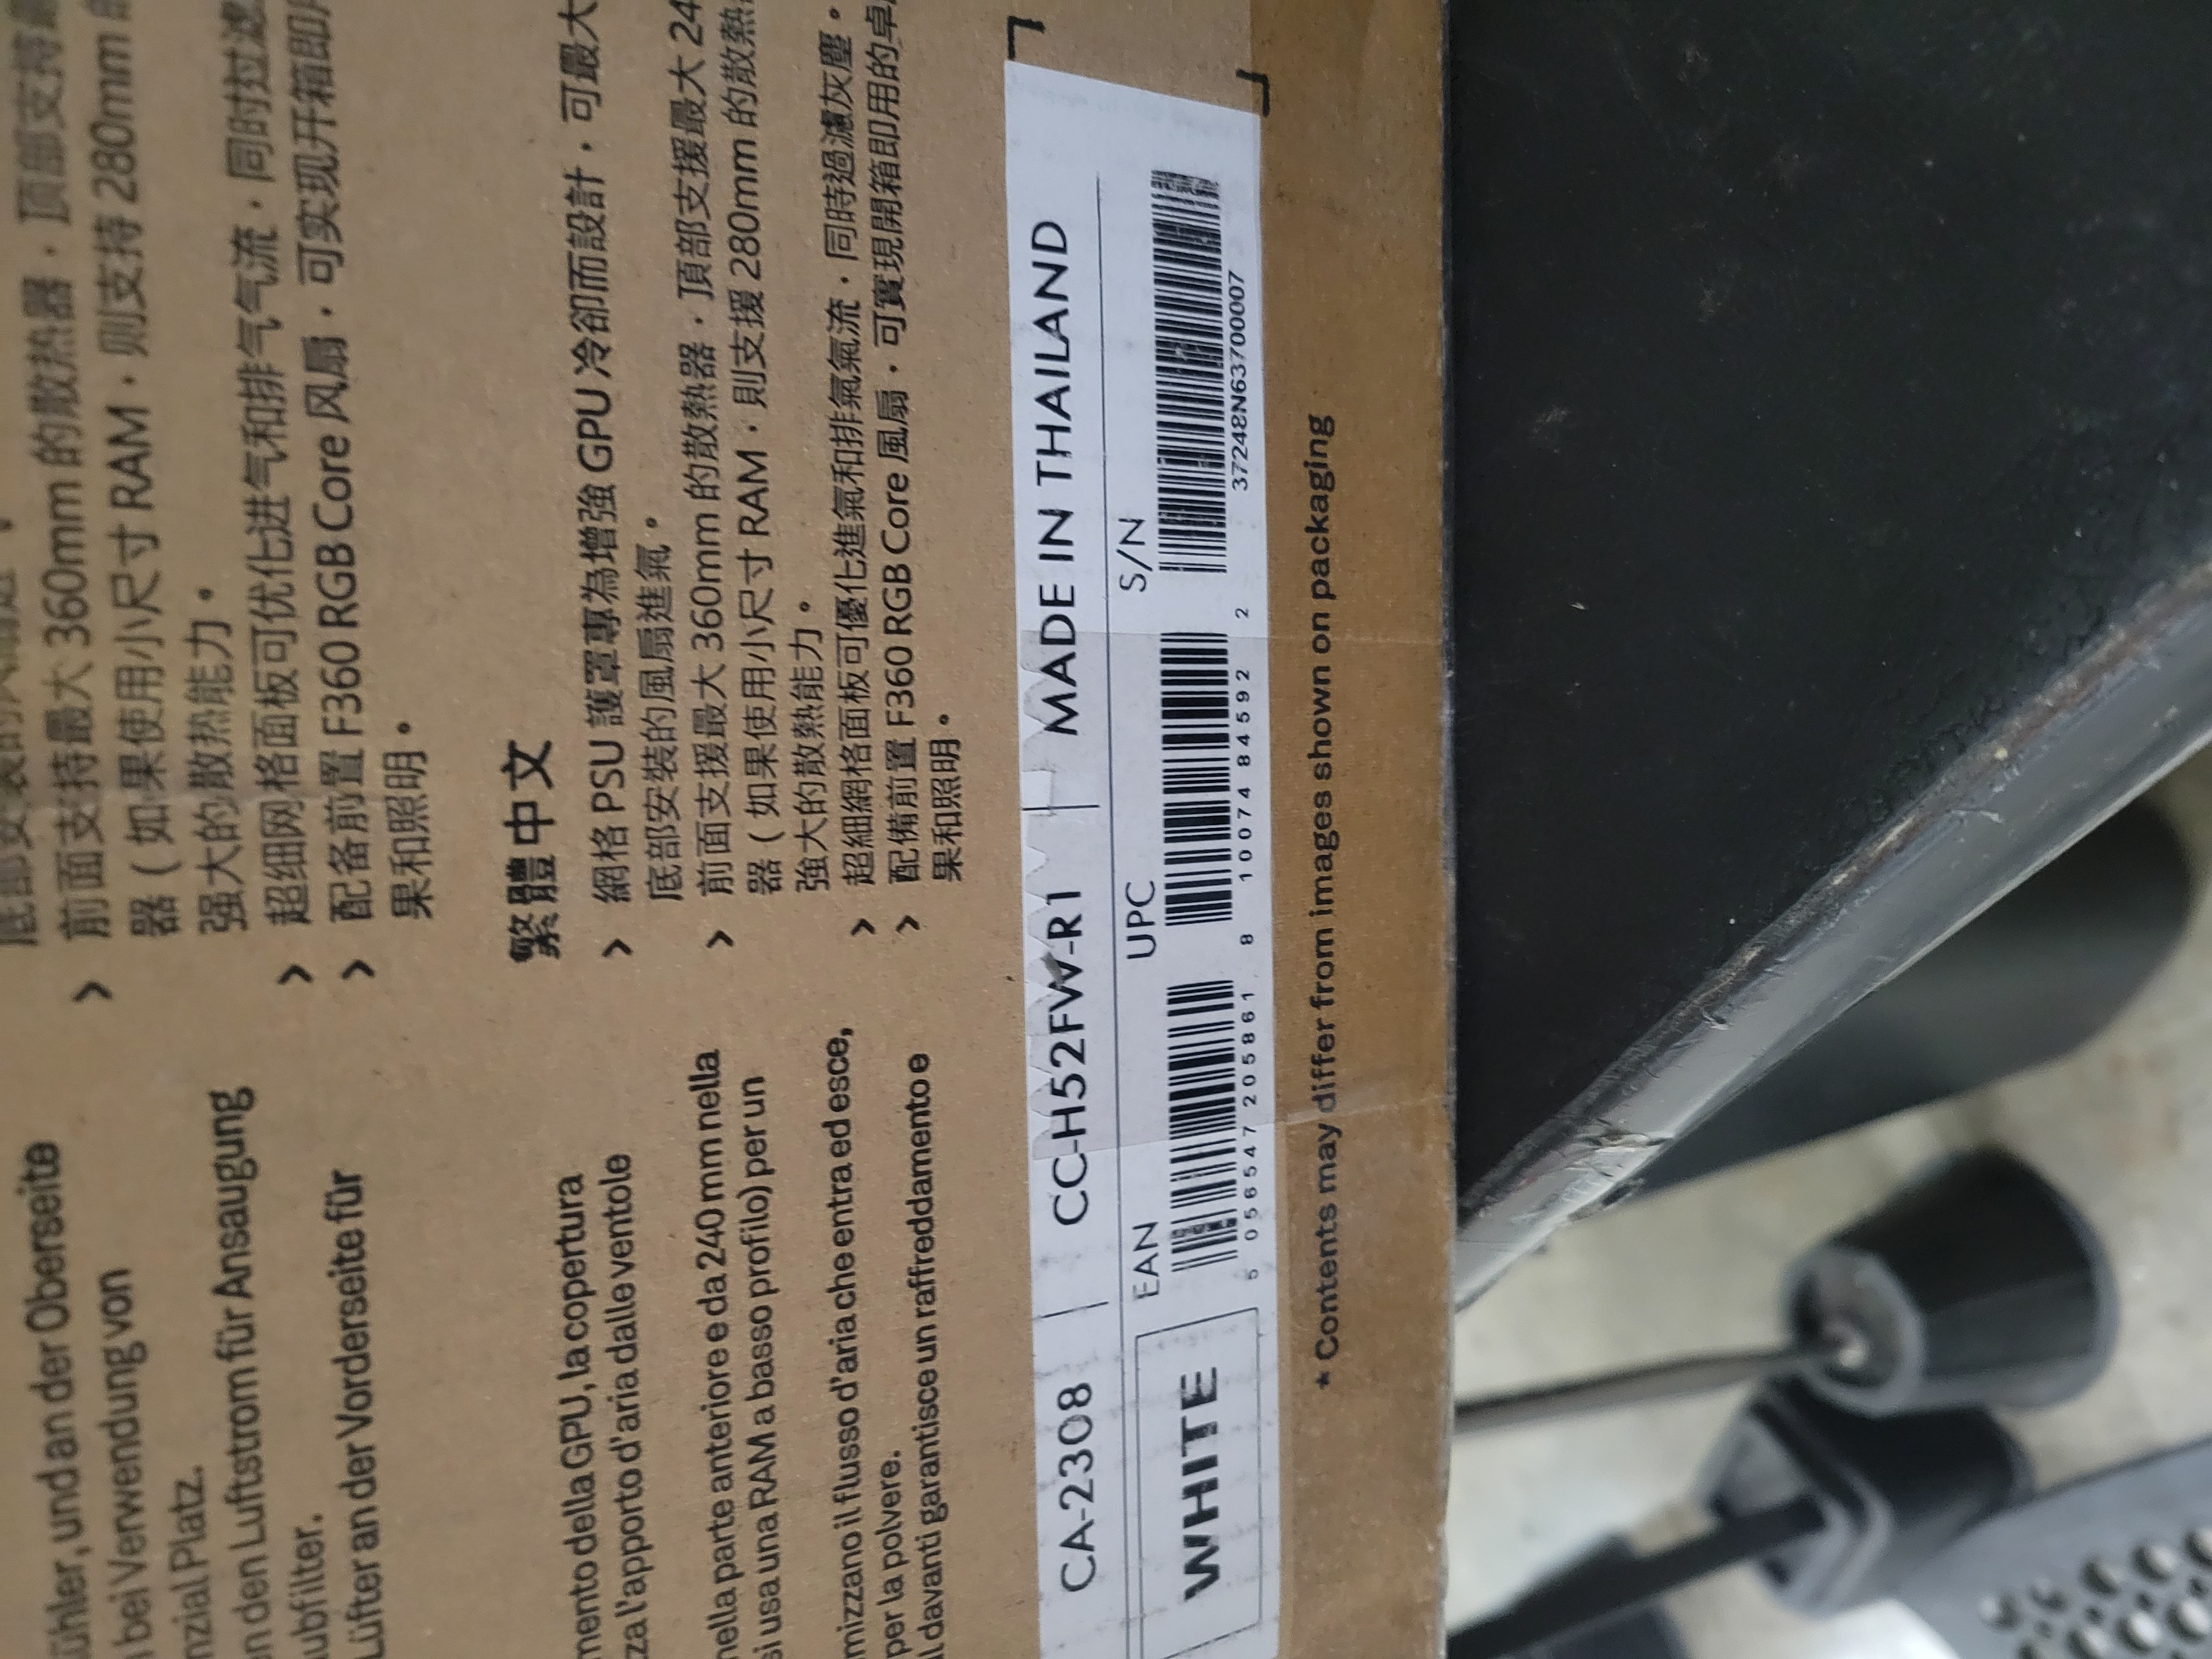 前面支持最大 360mm 的散热器，顶部支持
器（如果使用小尺寸 RAM，则支持 280mm
强大的散热能力。
› 超细网格面板可优化进气和排气气流，同时过滤
› 配备前置 F360 RGB Core 风扇，可实现开箱即
果和照明。
繁體中文
› 網格 PSU 護罩專為增強 GPU 冷卻而設計，可最大
底部安裝的風扇進氣。
› 前面支援最大 360mm 的散熱器，頂部支援最大 24
器（如果使用小尺寸 RAM，則支援 280mm 的散熱
強大的散熱能力。
› 超細網格面板可優化進氣和排氣氣流，同時過濾灰塵。
› 配備前置 F360 RGB Core 風扇，可實現開箱即用的卓
果和照明。
ühler, und an der Oberseite
bei Verwendung von
nzial Platz.
n den Luftstrom für Ansaugung
ubfilter.
Lüfter an der Vorderseite für
mento della GPU, la copertura
za l'apporto d'aria dalle ventole
nella parte anteriore e da 240 mm nella
si usa una RAM a basso profilo) per un
mizzano il flusso d'aria che entra ed esce,
per la polvere.
l davanti garantisce un raffreddamento e
CA-2308 | CC-H52FW-R1 | MADE IN THAILAND
WHITE
EAN
5 056547 205861
UPC
8 10074 84592 2
S/N
37248N63700007
* Contents may differ from images shown on packaging